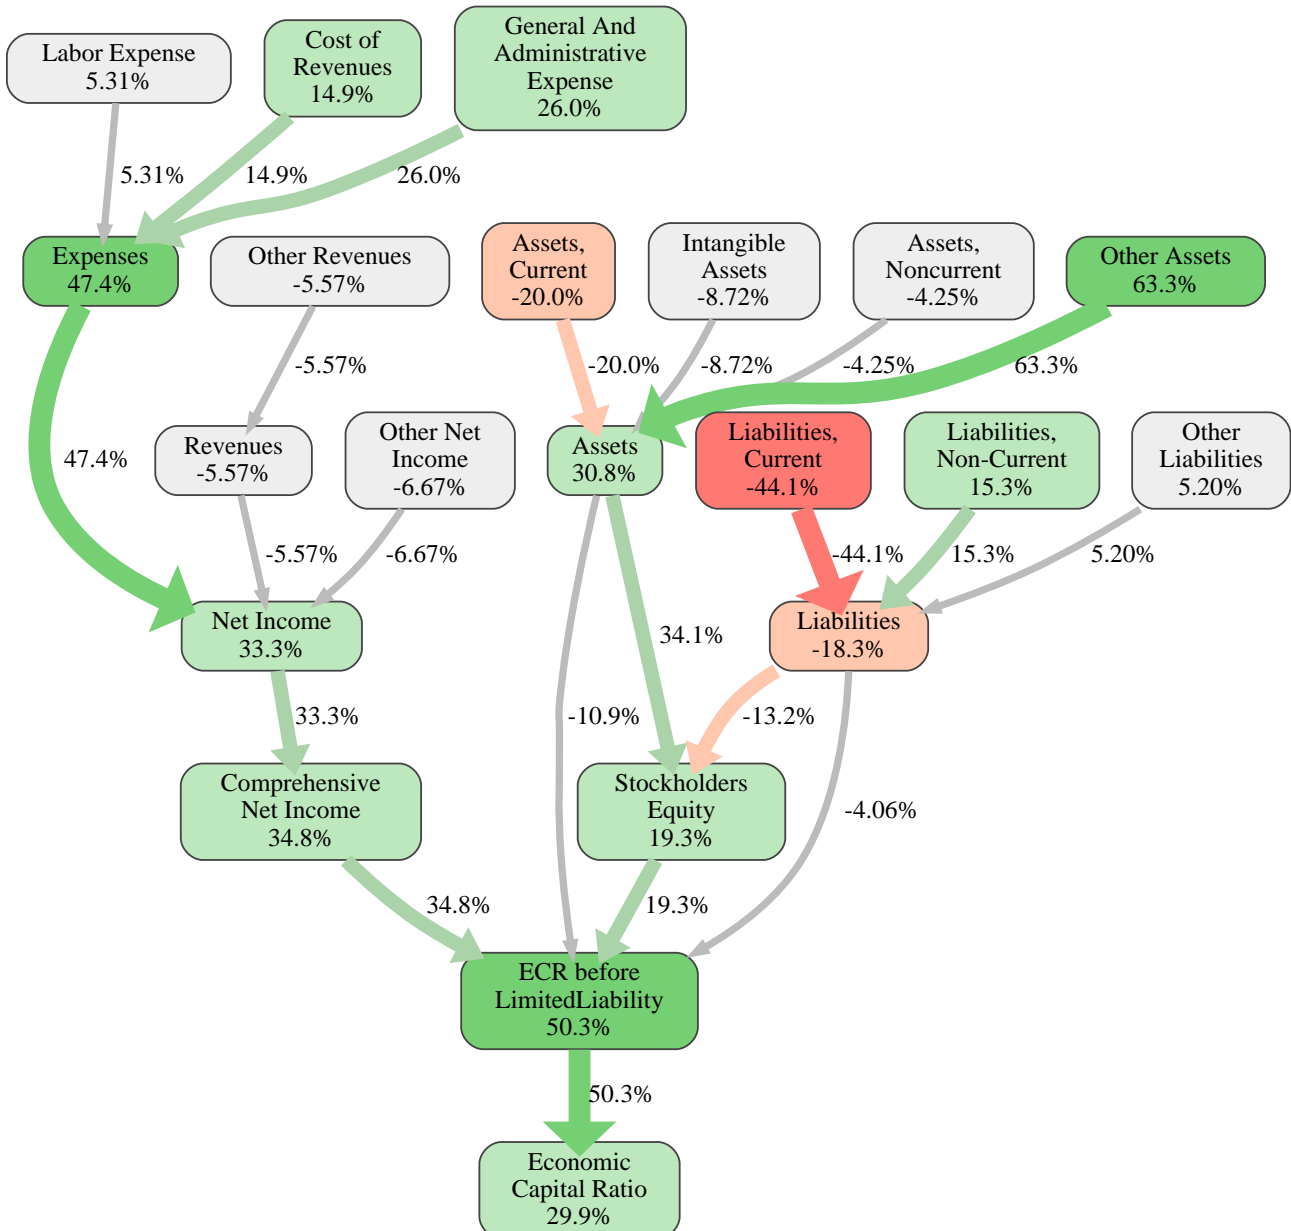 Labor Expense
5.31%
Cost of
Revenues
14.9%
General And
Administrative
Expense
26.0%
5.31%
14.9%
26.0%
Expenses
47.4%
Other Revenues
-5.57%
Assets,
Current
-20.0%
Intangible
Assets
-8.72%
Assets,
Noncurrent
-4.25%
Other Assets
63.3%
-5.57%
-20.0%
-8.72%
-4.25%
63.3%
47.4%
Revenues
-5.57%
Other Net
Income
-6.67%
Assets
30.8%
Liabilities,
Current
-44.1%
Liabilities,
Non-Current
15.3%
Other
Liabilities
5.20%
-5.57%
-6.67%
-44.1%
15.3%
5.20%
Net Income
33.3%
34.1%
Liabilities
-18.3%
33.3%
-10.9%
-13.2%
Comprehensive
Net Income
34.8%
Stockholders
Equity
19.3%
-4.06%
34.8%
19.3%
ECR before
LimitedLiability
50.3%
50.3%
Economic
Capital Ratio
29.9%